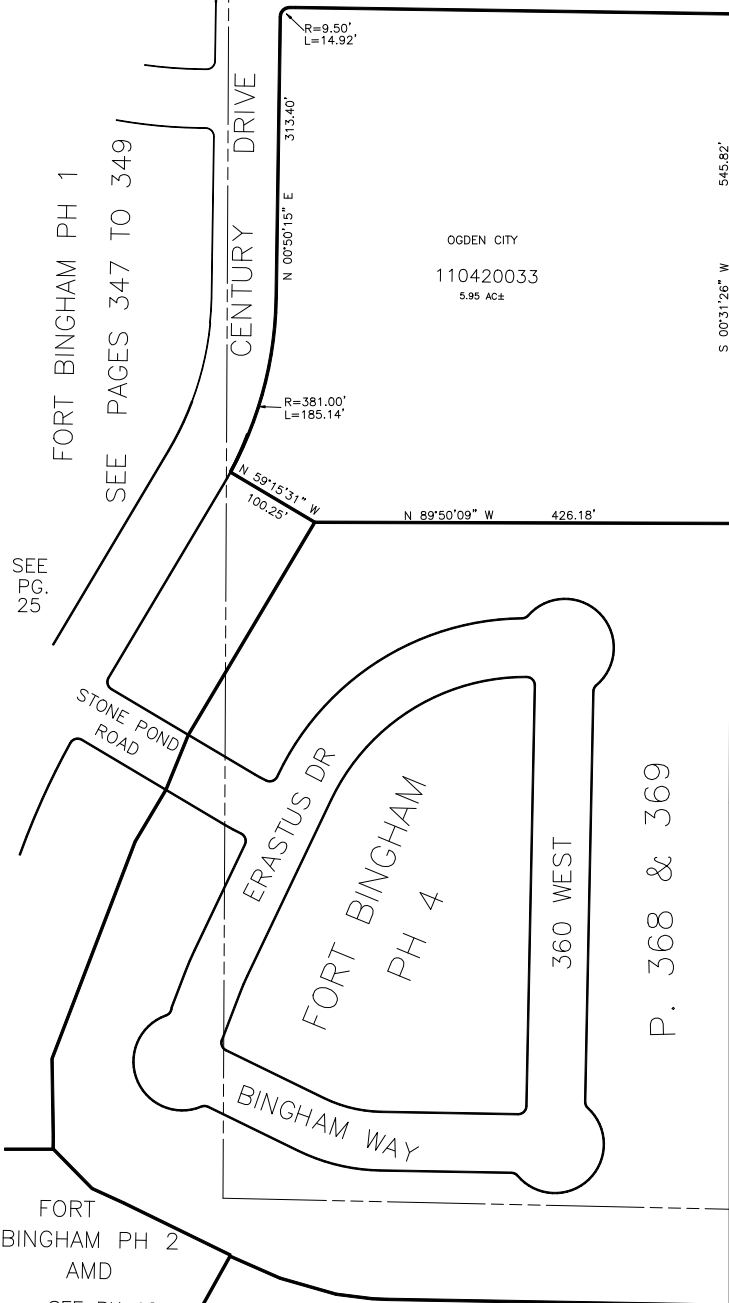 R=9.50'
L=14.92'
CENTURY DRIVE
313.40'
N 00°50'15" E
545.82'
S 00°31'26" W
OGDEN CITY
110420033
5.95 AC±
FORT BINGHAM PH 1
SEE PAGES 347 TO 349
R=381.00'
L=185.14'
N 59°15'31" W
100.25'
N 89°50'09" W 426.18'
SEE
PG.
25
STONE POND
ROAD
ERASTUS DR
FORT BINGHAM
PH 4
360 WEST
P. 368 & 369
BINGHAM WAY
FORT
BINGHAM PH 2
AMD